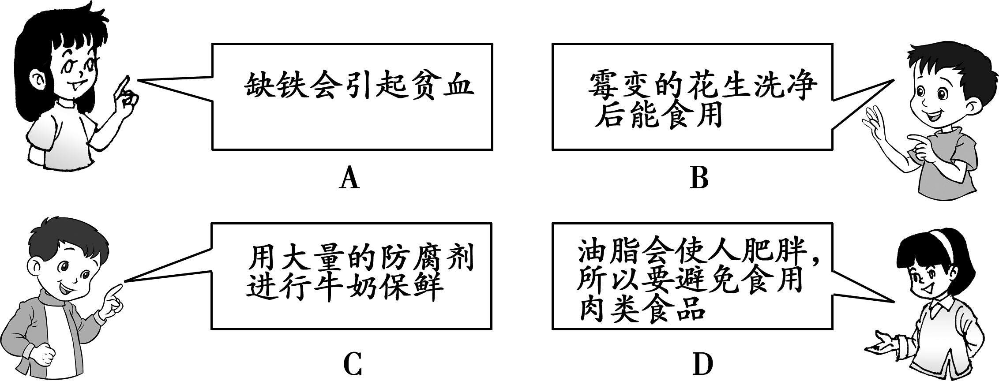 缺铁会引起贫血
A
霉变的花生洗净
后能食用
B
用大量的防腐剂
进行牛奶保鲜
C
油脂会使人肥胖，
所以要避免食用
肉类食品
D